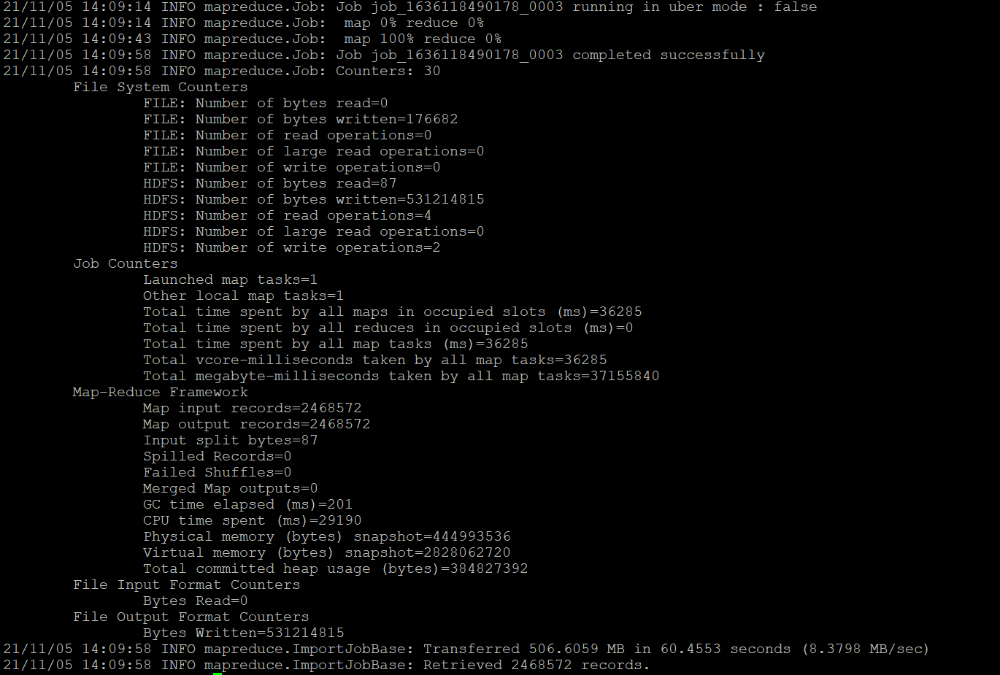 21/11/05 14:09:14 INFO mapreduce.Job: Job job_1636118490178_0003 running in uber mode : false
21/11/05 14:09:14 INFO mapreduce.Job:  map 0% reduce 0%
21/11/05 14:09:43 INFO mapreduce.Job:  map 100% reduce 0%
21/11/05 14:09:58 INFO mapreduce.Job: Job job_1636118490178_0003 completed successfully
21/11/05 14:09:58 INFO mapreduce.Job: Counters: 30
File System Counters
FILE: Number of bytes read=0
FILE: Number of bytes written=176682
FILE: Number of read operations=0
FILE: Number of large read operations=0
FILE: Number of write operations=0
HDFS: Number of bytes read=87
HDFS: Number of bytes written=531214815
HDFS: Number of read operations=4
HDFS: Number of large read operations=0
HDFS: Number of write operations=2
Job Counters
Launched map tasks=1
Other local map tasks=1
Total time spent by all maps in occupied slots (ms)=36285
Total time spent by all reduces in occupied slots (ms)=0
Total time spent by all map tasks (ms)=36285
Total vcore-milliseconds taken by all map tasks=36285
Total megabyte-milliseconds taken by all map tasks=37155840
Map-Reduce Framework
Map input records=2468572
Map output records=2468572
Input split bytes=87
Spilled Records=0
Failed Shuffles=0
Merged Map outputs=0
GC time elapsed (ms)=201
CPU time spent (ms)=29190
Physical memory (bytes) snapshot=444993536
Virtual memory (bytes) snapshot=2828062720
Total committed heap usage (bytes)=384827392
File Input Format Counters
Bytes Read=0
File Output Format Counters
Bytes Written=531214815
21/11/05 14:09:58 INFO mapreduce.ImportJobBase: Transferred 506.6059 MB in 60.4553 seconds (8.3798 MB/sec)
21/11/05 14:09:58 INFO mapreduce.ImportJobBase: Retrieved 2468572 records.